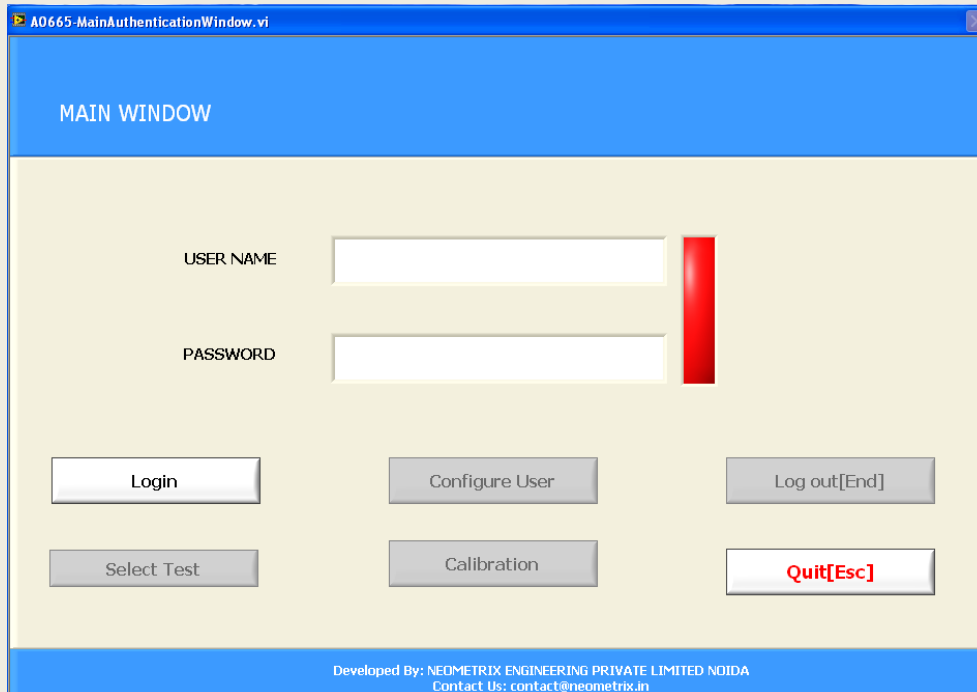 A0665-MainAuthenticationWindow.vi
MAIN WINDOW
USER NAME
PASSWORD
Login
Configure User
Log out[End]
Select Test
Calibration
Quit[Esc]
Developed By: NEOMETRIX ENGINEERING PRIVATE LIMITED NOIDA
Contact Us: contact@neometrix.in